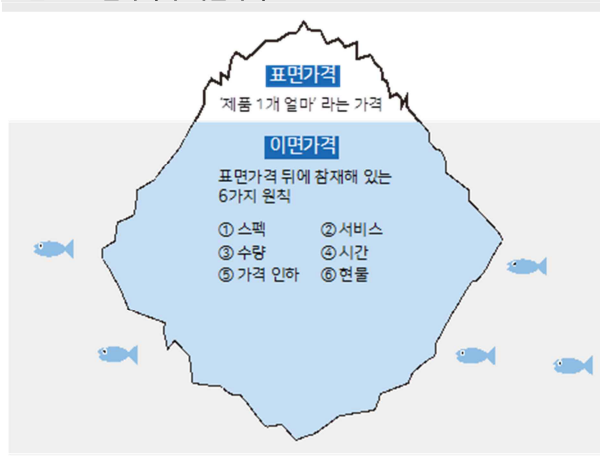 표면가격
'제품 1개 얼마' 라는 가격
이면가격
표면가격 뒤에 잠재해 있는
6가지 원칙
① 스펙 ② 서비스
③ 수량 ④ 시간
⑤ 가격 인하 ⑥ 현물